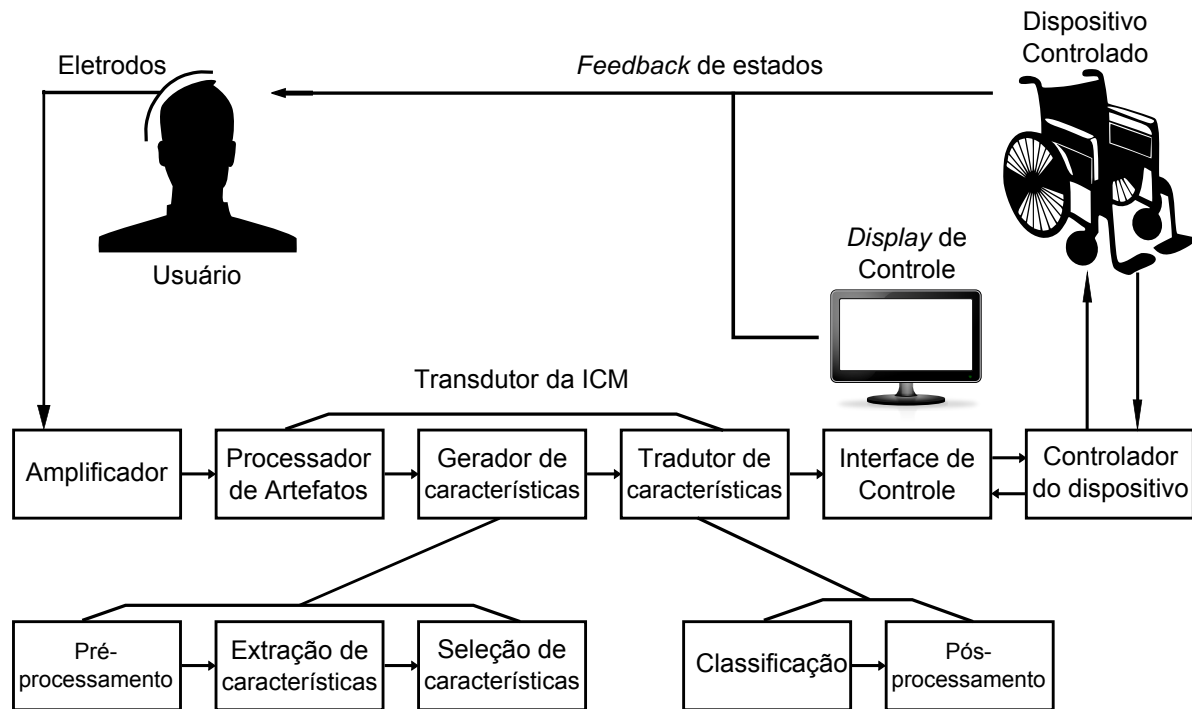 Dispositivo
Controlado
Eletrodos
Feedback de estados
Usuário
Display de
Controle
Transdutor da ICM
Amplificador
Processador
de Artefatos
Gerador de
características
Tradutor de
características
Interface de
Controle
Controlador
do dispositivo
Pré-
processamento
Extração de
características
Seleção de
características
Classificação
Pós-
processamento